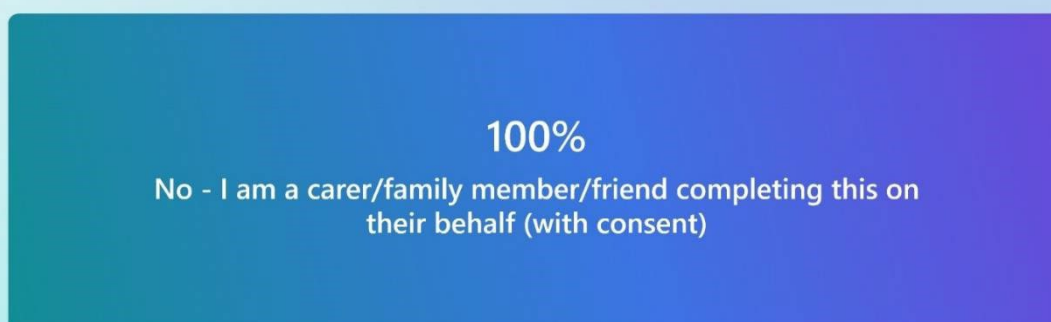 100%
No - I am a carer/family member/friend completing this on
their behalf (with consent)